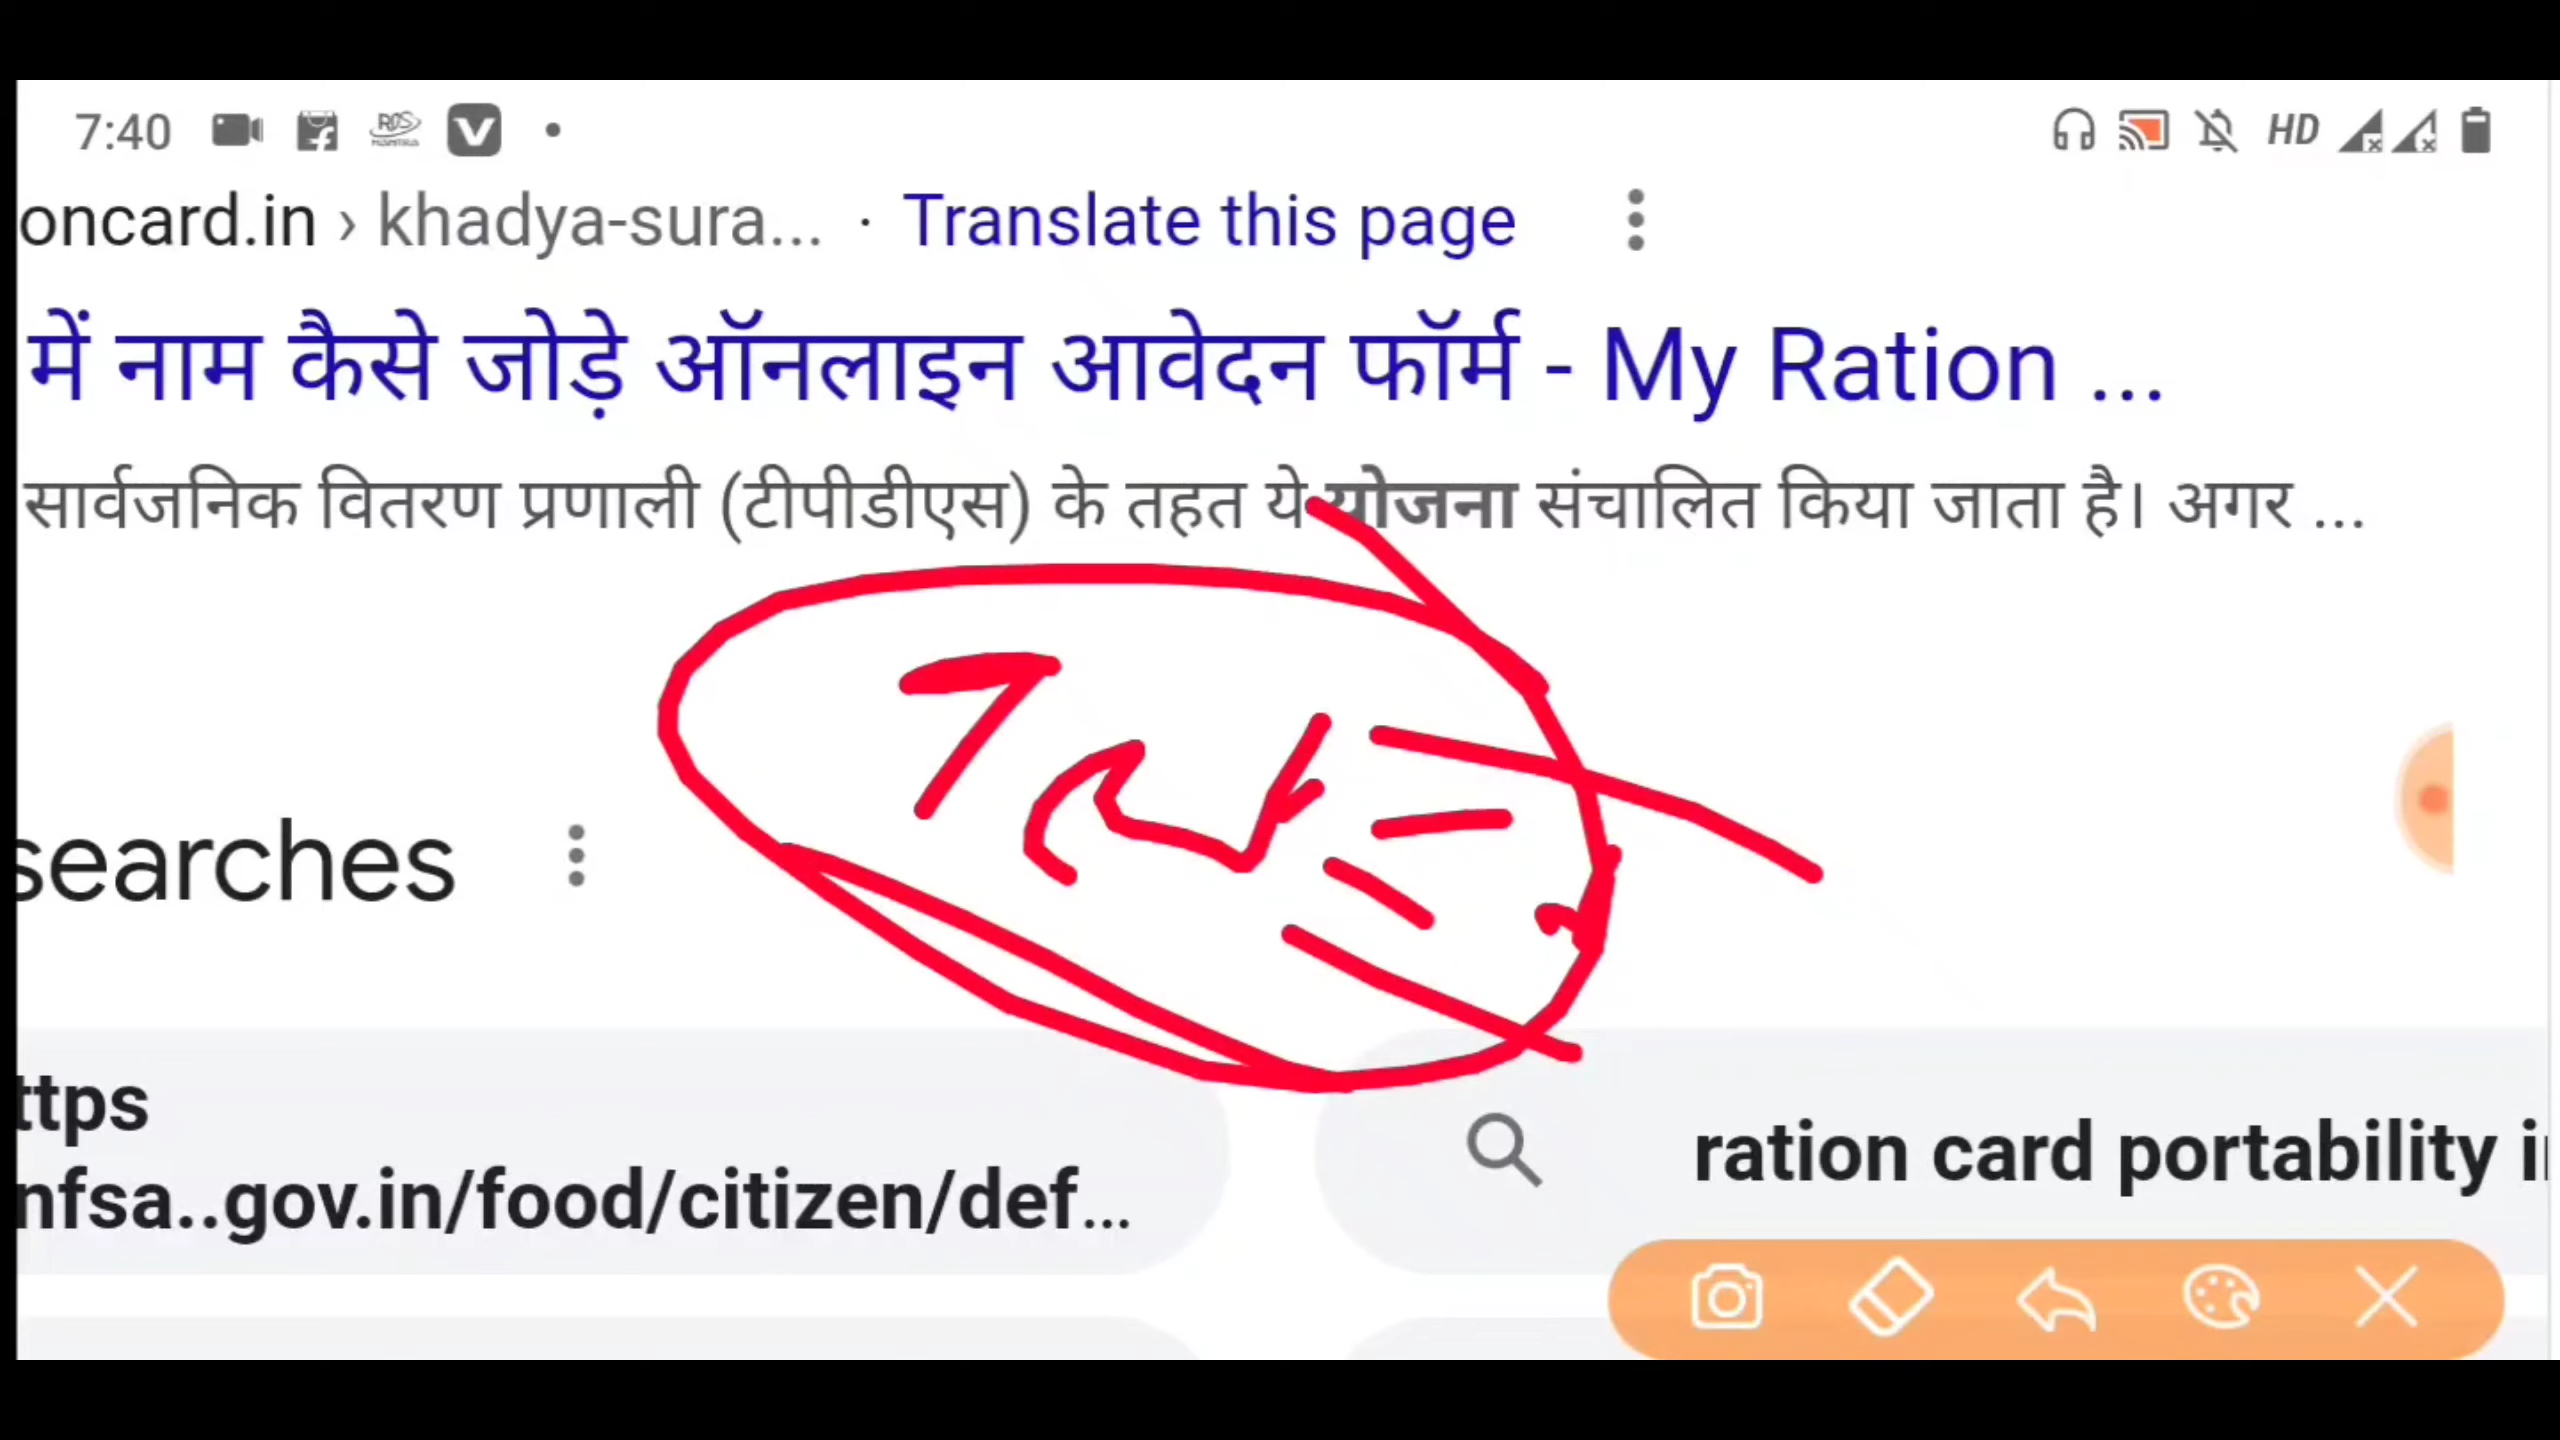 7:40 HD
oncard.in › khadya-sura... · Translate this page
में नाम कैसे जोड़े ऑनलाइन आवेदन फॉर्म - My Ration ...
सार्वजनिक वितरण प्रणाली (टीपीडीएस) के तहत ये योजना संचालित किया जाता है। अगर ...
searches
ttps
nfsa..gov.in/food/citizen/def...
ration card portability i